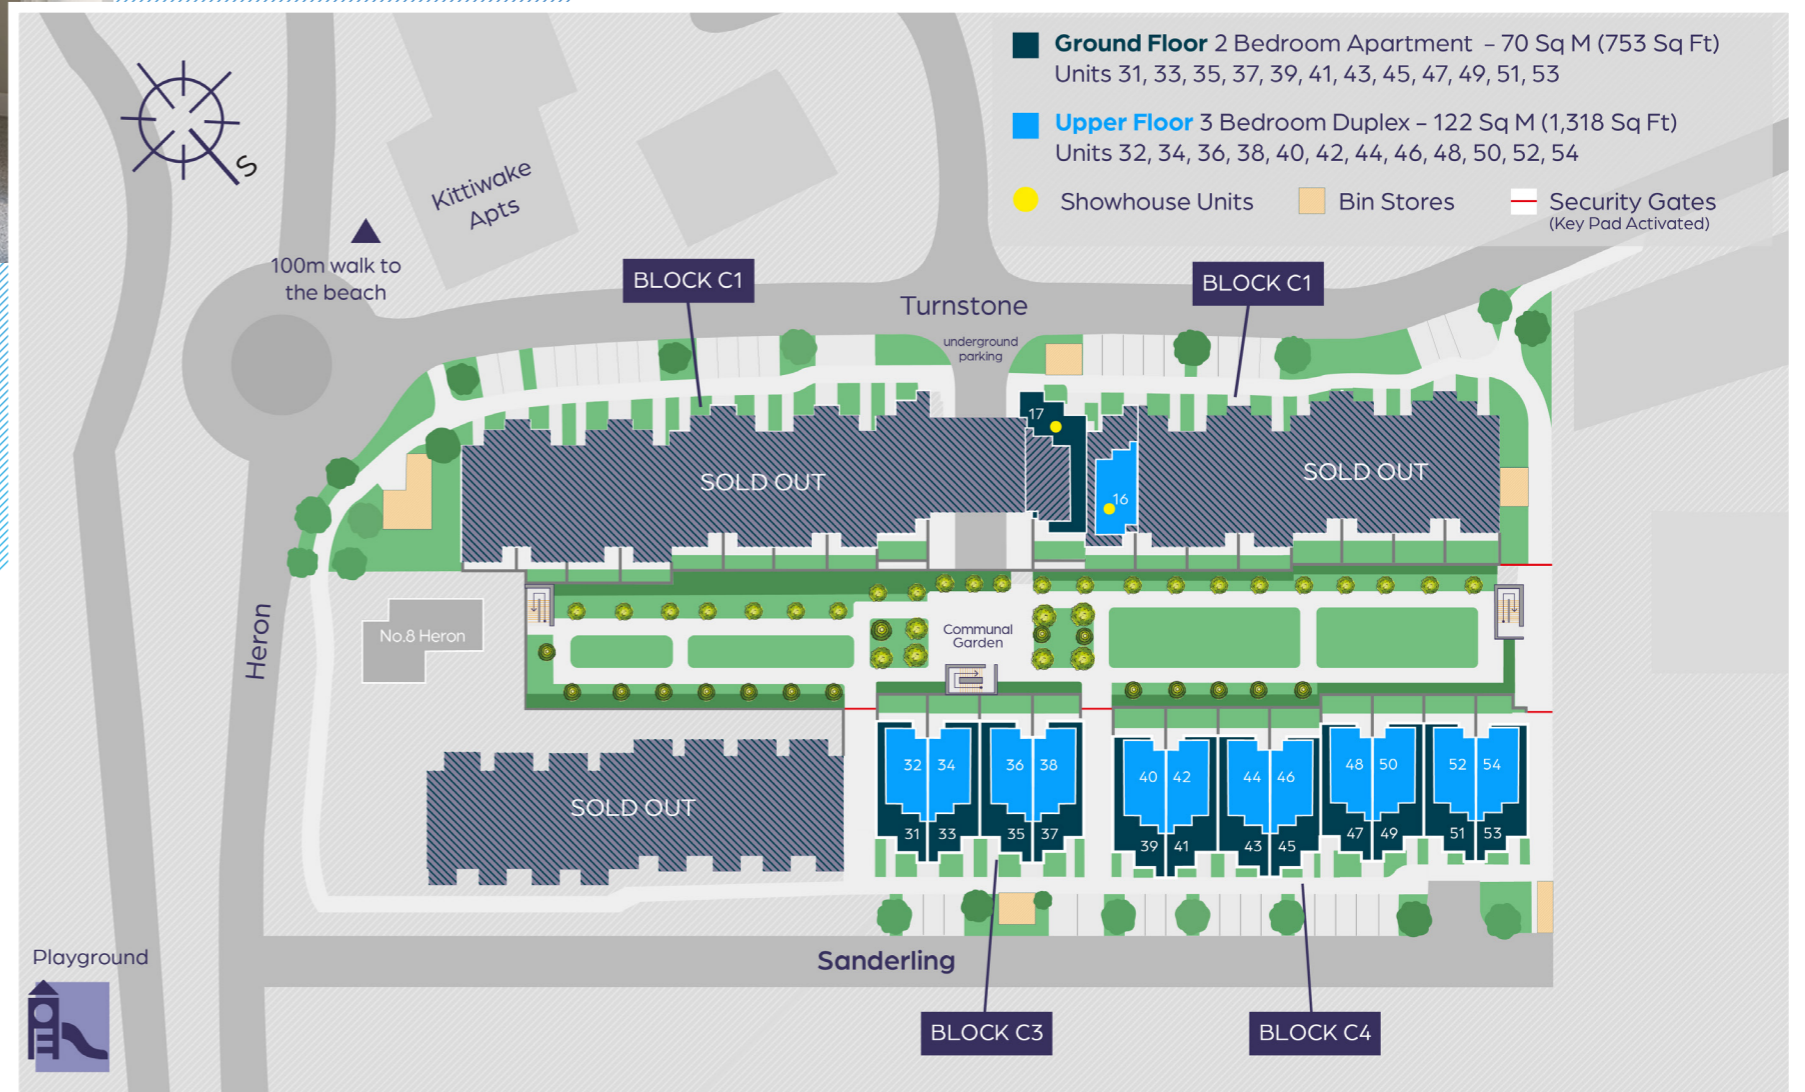 Ground Floor 2 Bedroom Apartment - 70 Sq M (753 Sq Ft)
Units 31, 33, 35, 37, 39, 41, 43, 45, 47, 49, 51, 53
Upper Floor 3 Bedroom Duplex - 122 Sq M (1,318 Sq Ft)
Units 32, 34, 36, 38, 40, 42, 44, 46, 48, 50, 52, 54
Showhouse Units
Bin Stores
Security Gates
(Key Pad Activated)
S
Kittiwake
Apts
100m walk to
the beach
BLOCK C1
BLOCK C1
Turnstone
underground
parking
17
16
SOLD OUT
SOLD OUT
Heron
No.8 Heron
Communal
Garden
32 34 36 38 40 42 44 46 48 50 52 54
31 33 35 37 39 41 43 45 47 49 51 53
SOLD OUT
Sanderling
Playground
BLOCK C3
BLOCK C4